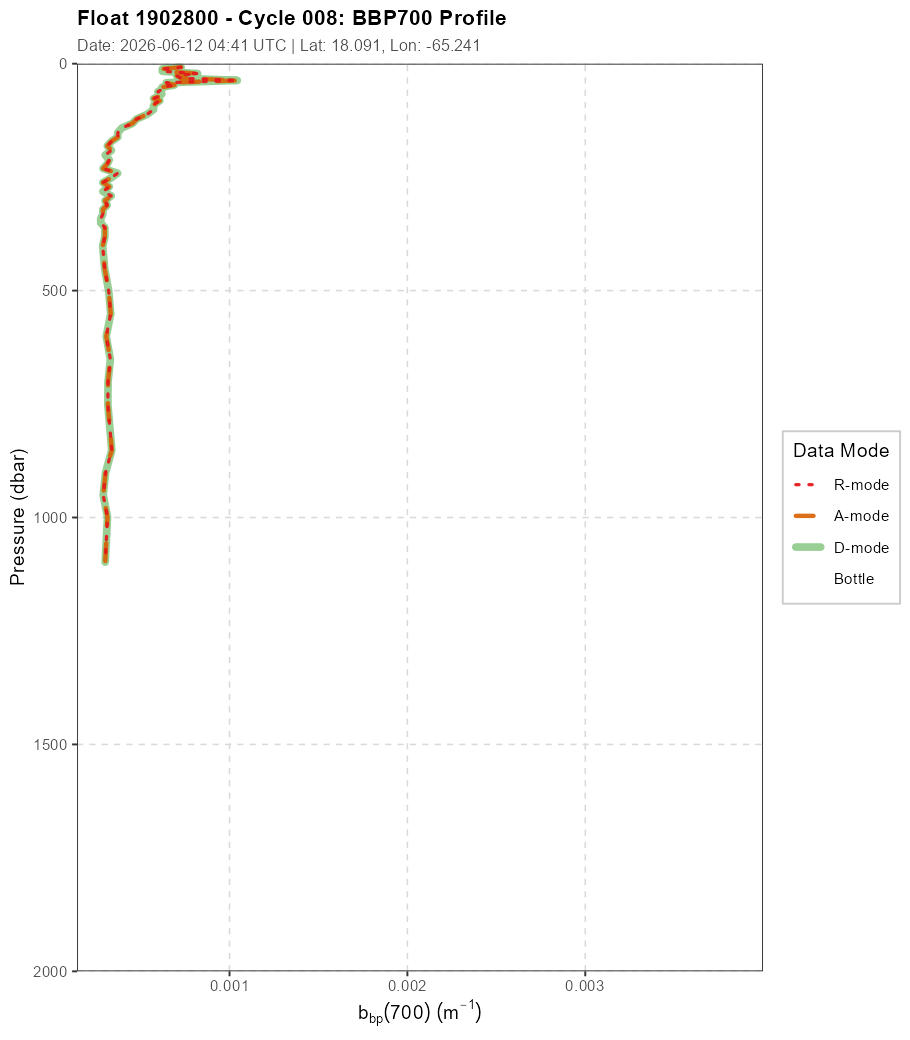 Float 1902800 - Cycle 008: BBP700 Profile
Date: 2026-06-12 04:41 UTC | Lat: 18.091, Lon: -65.241
0
500
1000
1500
2000
Pressure (dbar)
0.001
0.002
0.003
b_bp(700) (m⁻¹)
Data Mode
R-mode
A-mode
D-mode
Bottle